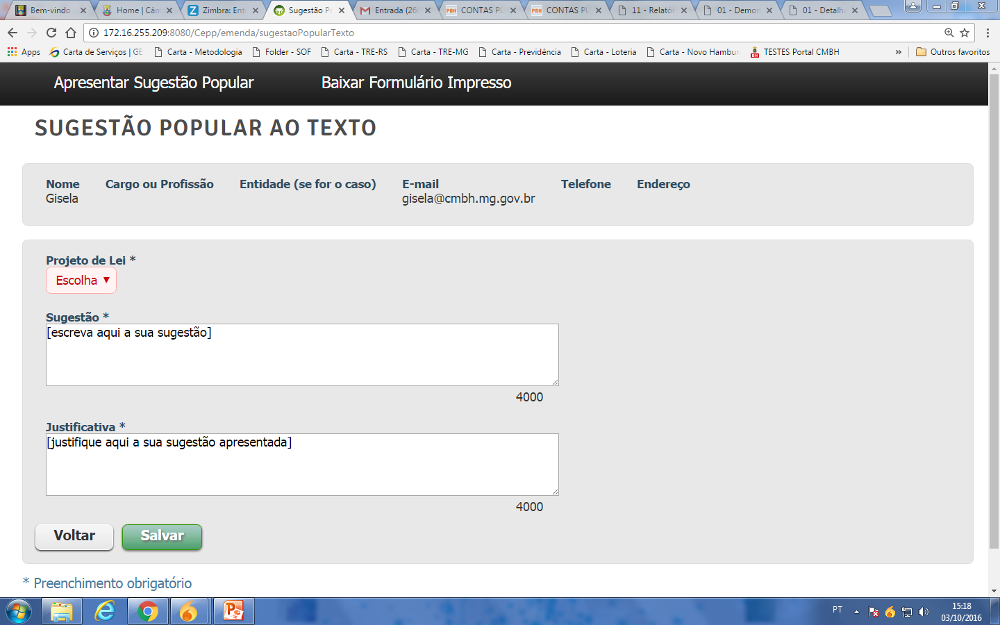 Bem-vindo
Home | Câm
Zimbra: Ent
Sugestão Po
Entrada (26
CONTAS PU
CONTAS PU
11 - Relatór
01 - Demon
01 - Detalha
172.16.255.209:8080/Cepp/emenda/sugestaoPopularTexto
Apps Carta de Serviços | GE Carta - Metodologia Folder - SOF Carta - TRE-RS Carta - TRE-MG Carta - Previdência Carta - Loteria Carta - Novo Hambur TESTES Portal CMBH » Outros favoritos
Apresentar Sugestão Popular Baixar Formulário Impresso
SUGESTÃO POPULAR AO TEXTO
Nome Cargo ou Profissão Entidade (se for o caso) E-mail Telefone Endereço
Gisela gisela@cmbh.mg.gov.br
Projeto de Lei *
Escolha
Sugestão *
[escreva aqui a sua sugestão]
4000
Justificativa *
[justifique aqui a sua sugestão apresentada]
4000
Voltar Salvar
* Preenchimento obrigatório
PT 15:18
03/10/2016